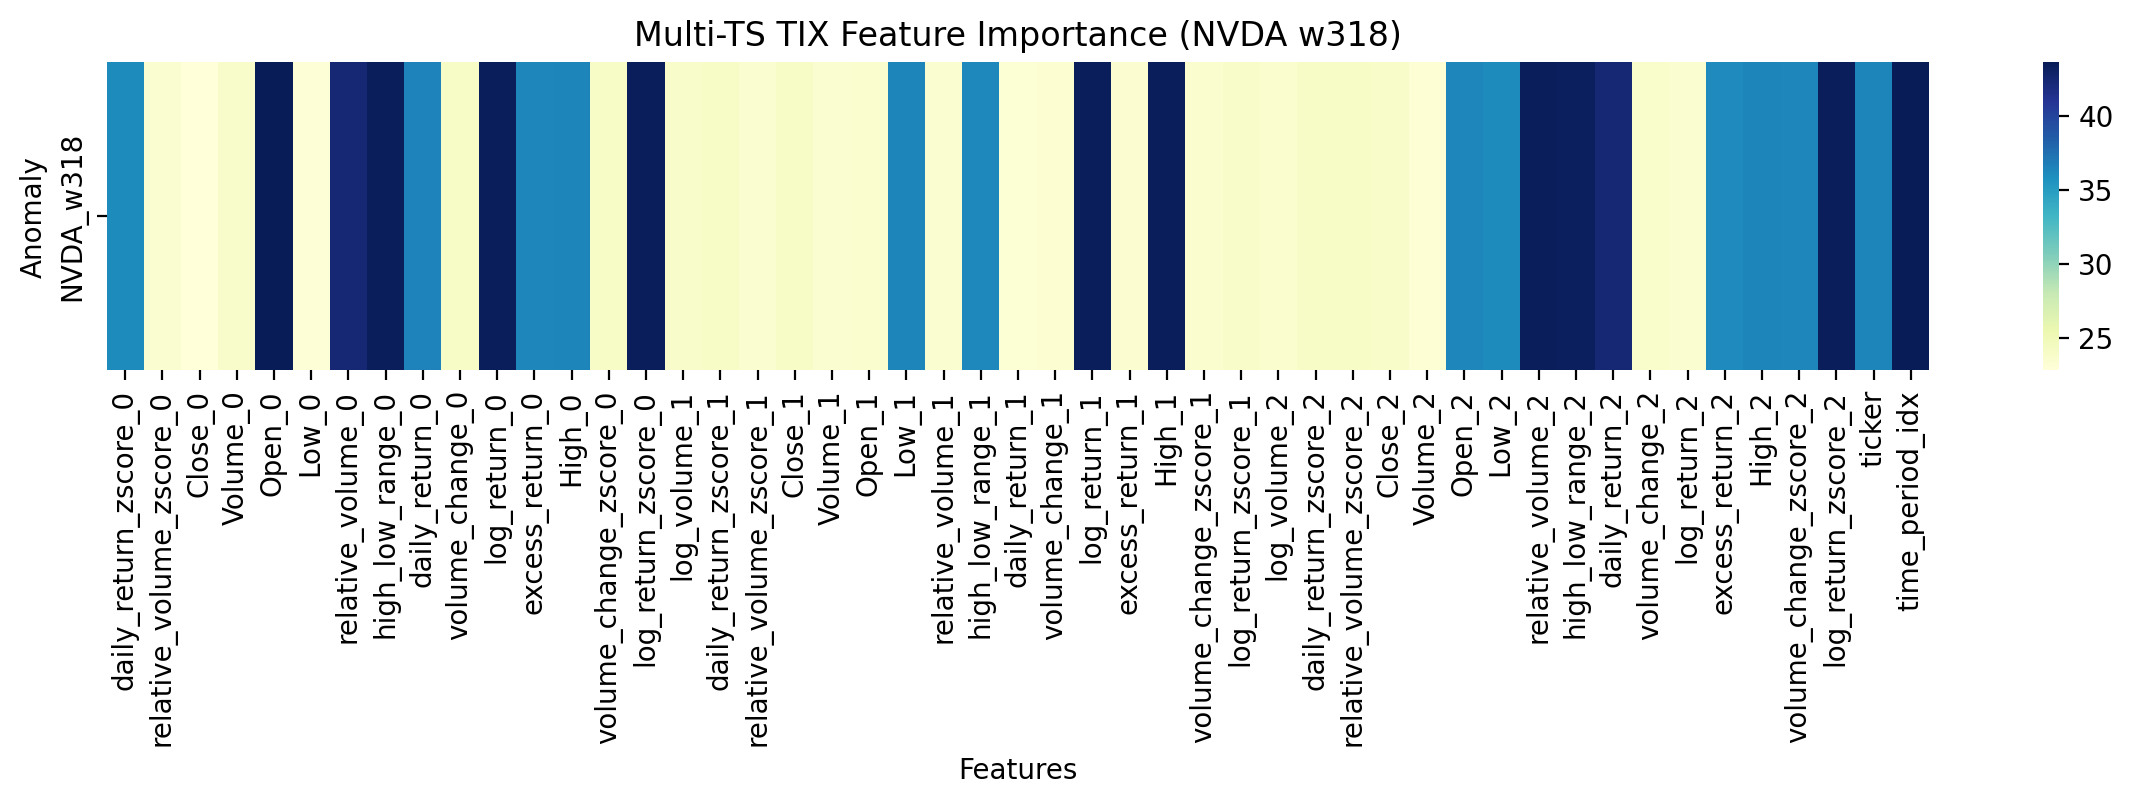 Multi-TS TIX Feature Importance (NVDA w318)
Anomaly
NVDA_w318
40
35
30
25
daily_return_zscore_0
relative_volume_zscore_0
Close_0
Volume_0
Open_0
Low_0
relative_volume_0
high_low_range_0
daily_return_0
volume_change_0
log_return_0
excess_return_0
High_0
volume_change_zscore_0
log_return_zscore_0
log_volume_1
daily_return_zscore_1
relative_volume_zscore_1
Close_1
Volume_1
Open_1
Low_1
relative_volume_1
high_low_range_1
daily_return_1
volume_change_1
log_return_1
excess_return_1
High_1
volume_change_zscore_1
log_return_zscore_1
log_volume_2
daily_return_zscore_2
relative_volume_zscore_2
Close_2
Volume_2
Open_2
Low_2
relative_volume_2
high_low_range_2
daily_return_2
volume_change_2
log_return_2
excess_return_2
High_2
volume_change_zscore_2
log_return_zscore_2
ticker
time_period_idx
Features